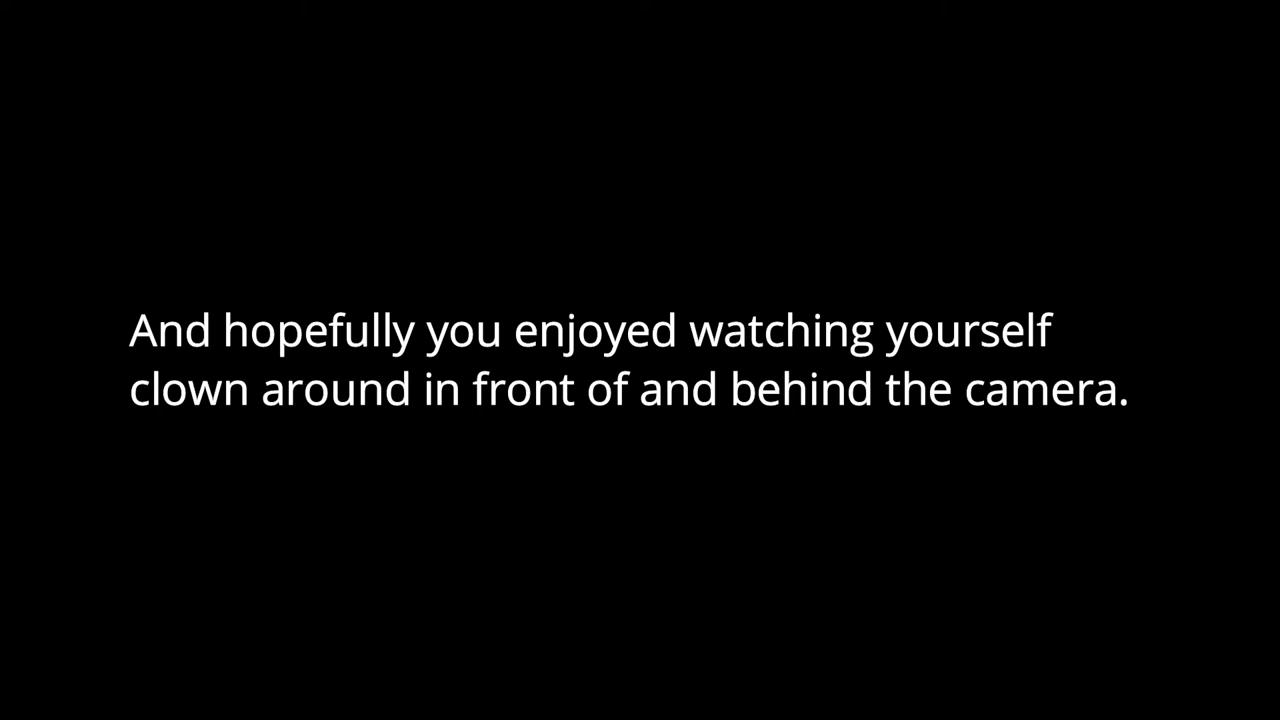 And hopefully you enjoyed watching yourself
clown around in front of and behind the camera.